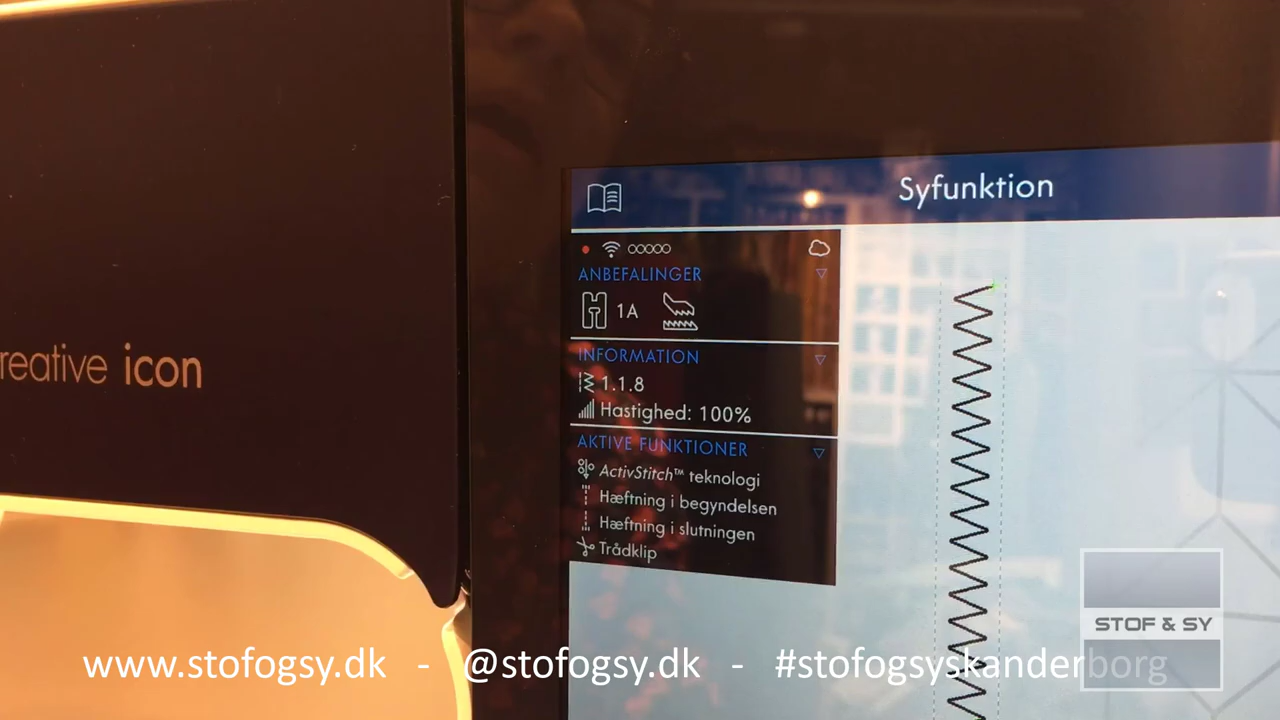 reative icon
Syfunktion
ANBEFALINGER
1A
INFORMATION
1.1.8
Hastighed: 100%
AKTIVE FUNKTIONER
ActivStitch™ teknologi
Hæftning i begyndelsen
Hæftning i slutningen
Trådklip
STOF & SY
www.stofogsy.dk - @stofogsy.dk - #stofogsyskanderborg